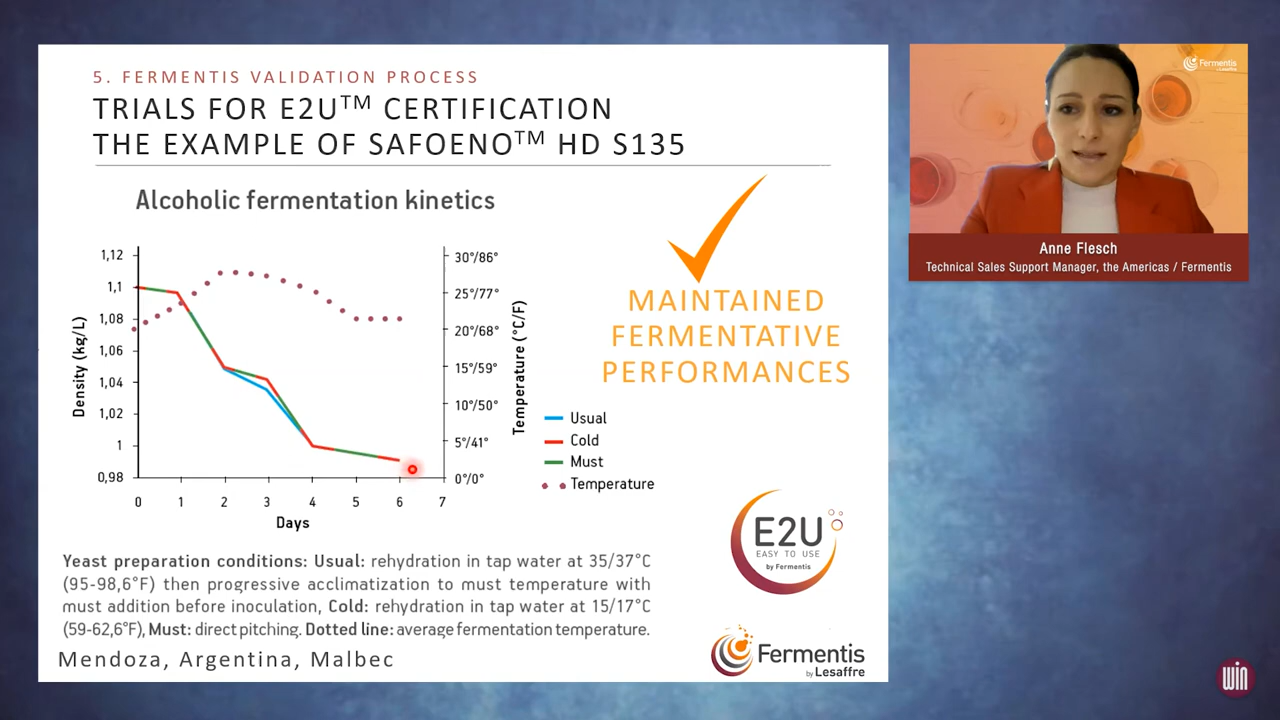 5. FERMENTIS VALIDATION PROCESS
TRIALS FOR E2U™ CERTIFICATION
THE EXAMPLE OF SAFOENO™ HD S135
Alcoholic fermentation kinetics
Density (kg/L)
1,12
1,1
1,08
1,06
1,04
1,02
1
0,98
0 1 2 3 4 5 6 7
Days
30°/86°
25°/77°
20°/68°
15°/59°
10°/50°
5°/41°
0°/0°
Temperature (°C/F)
Usual
Cold
Must
Temperature
MAINTAINED
FERMENTATIVE
PERFORMANCES
E2U
EASY TO USE
by Fermentis
Yeast preparation conditions: Usual: rehydration in tap water at 35/37°C
(95-98,6°F) then progressive acclimatization to must temperature with
must addition before inoculation, Cold: rehydration in tap water at 15/17°C
(59-62,6°F), Must: direct pitching. Dotted line: average fermentation temperature.
Mendoza, Argentina, Malbec
Fermentis
by Lesaffre
Fermentis
by Lesaffre
Anne Flesch
Technical Sales Support Manager, the Americas / Fermentis
win